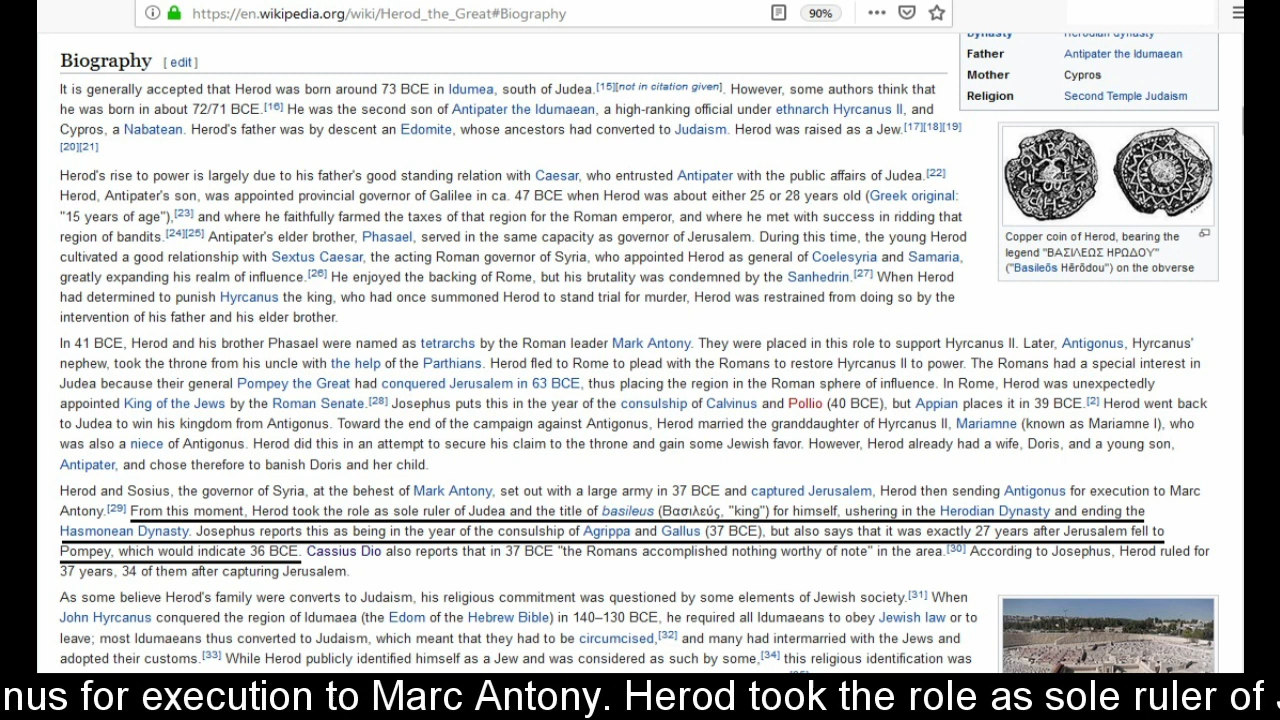 https://en.wikipedia.org/wiki/Herod_the_Great#Biography
90%
Biography [ edit ]
It is generally accepted that Herod was born around 73 BCE in Idumea, south of Judea.[15][not in citation given]. However, some authors think that
he was born in about 72/71 BCE.[16] He was the second son of Antipater the Idumaean, a high-ranking official under ethnarch Hyrcanus II, and
Cypros, a Nabatean. Herod's father was by descent an Edomite, whose ancestors had converted to Judaism. Herod was raised as a Jew.[17][18][19]
[20][21]
Herod's rise to power is largely due to his father's good standing relation with Caesar, who entrusted Antipater with the public affairs of Judea.[22]
Herod, Antipater's son, was appointed provincial governor of Galilee in ca. 47 BCE when Herod was about either 25 or 28 years old (Greek original:
"15 years of age"),[23] and where he faithfully farmed the taxes of that region for the Roman emperor, and where he met with success in ridding that
region of bandits.[24][25] Antipater's elder brother, Phasael, served in the same capacity as governor of Jerusalem. During this time, the young Herod
cultivated a good relationship with Sextus Caesar, the acting Roman governor of Syria, who appointed Herod as general of Coelesyria and Samaria,
greatly expanding his realm of influence.[26] He enjoyed the backing of Rome, but his brutality was condemned by the Sanhedrin.[27] When Herod
had determined to punish Hyrcanus the king, who had once summoned Herod to stand trial for murder, Herod was restrained from doing so by the
intervention of his father and his elder brother.
In 41 BCE, Herod and his brother Phasael were named as tetrarchs by the Roman leader Mark Antony. They were placed in this role to support Hyrcanus II. Later, Antigonus, Hyrcanus'
nephew, took the throne from his uncle with the help of the Parthians. Herod fled to Rome to plead with the Romans to restore Hyrcanus II to power. The Romans had a special interest in
Judea because their general Pompey the Great had conquered Jerusalem in 63 BCE, thus placing the region in the Roman sphere of influence. In Rome, Herod was unexpectedly
appointed King of the Jews by the Roman Senate.[28] Josephus puts this in the year of the consulship of Calvinus and Pollio (40 BCE), but Appian places it in 39 BCE.[2] Herod went back
to Judea to win his kingdom from Antigonus. Toward the end of the campaign against Antigonus, Herod married the granddaughter of Hyrcanus II, Mariamne (known as Mariamne I), who
was also a niece of Antigonus. Herod did this in an attempt to secure his claim to the throne and gain some Jewish favor. However, Herod already had a wife, Doris, and a young son,
Antipater, and chose therefore to banish Doris and her child.
Herod and Sosius, the governor of Syria, at the behest of Mark Antony, set out with a large army in 37 BCE and captured Jerusalem, Herod then sending Antigonus for execution to Marc
Antony.[29] From this moment, Herod took the role as sole ruler of Judea and the title of basileus (Βασιλεύς, "king") for himself, ushering in the Herodian Dynasty and ending the
Hasmonean Dynasty. Josephus reports this as being in the year of the consulship of Agrippa and Gallus (37 BCE), but also says that it was exactly 27 years after Jerusalem fell to
Pompey, which would indicate 36 BCE. Cassius Dio also reports that in 37 BCE "the Romans accomplished nothing worthy of note" in the area.[30] According to Josephus, Herod ruled for
37 years, 34 of them after capturing Jerusalem.
As some believe Herod's family were converts to Judaism, his religious commitment was questioned by some elements of Jewish society.[31] When
John Hyrcanus conquered the region of Idumaea (the Edom of the Hebrew Bible) in 140–130 BCE, he required all Idumaeans to obey Jewish law or to
leave; most Idumaeans thus converted to Judaism, which meant that they had to be circumcised,[32] and many had intermarried with the Jews and
adopted their customs.[33] While Herod publicly identified himself as a Jew and was considered as such by some,[34] this religious identification was
Dynasty Herodian dynasty
Father Antipater the Idumaean
Mother Cypros
Religion Second Temple Judaism
Copper coin of Herod, bearing the
legend "ΒΑΣΙΛΕΩΣ ΗΡΩΔΟΥ"
("Basileōs Hērōdou") on the obverse
nus for execution to Marc Antony. Herod took the role as sole ruler of